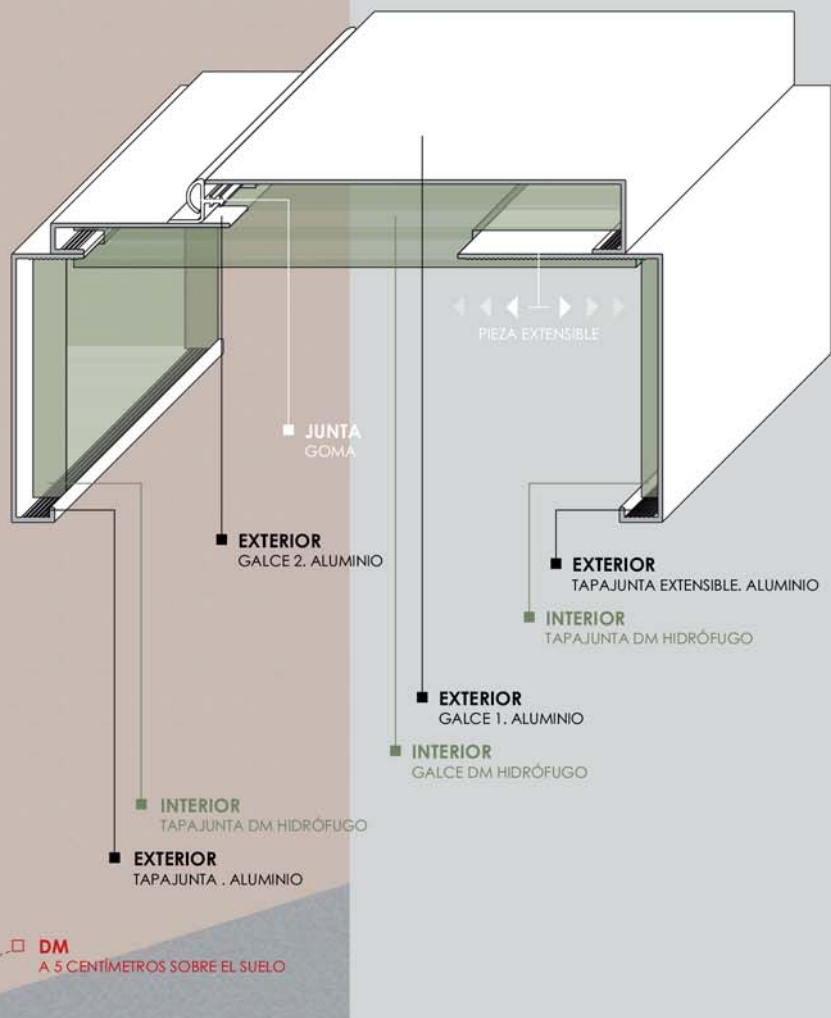 PIEZA EXTENSIBLE
JUNTA
GOMA
EXTERIOR
GALCE 2. ALUMINIO
EXTERIOR
TAPAJUNTA EXTENSIBLE. ALUMINIO
INTERIOR
TAPAJUNTA DM HIDRÓFUGO
EXTERIOR
GALCE 1. ALUMINIO
INTERIOR
GALCE DM HIDRÓFUGO
INTERIOR
TAPAJUNTA DM HIDRÓFUGO
EXTERIOR
TAPAJUNTA . ALUMINIO
DM
A 5 CENTÍMETROS SOBRE EL SUELO